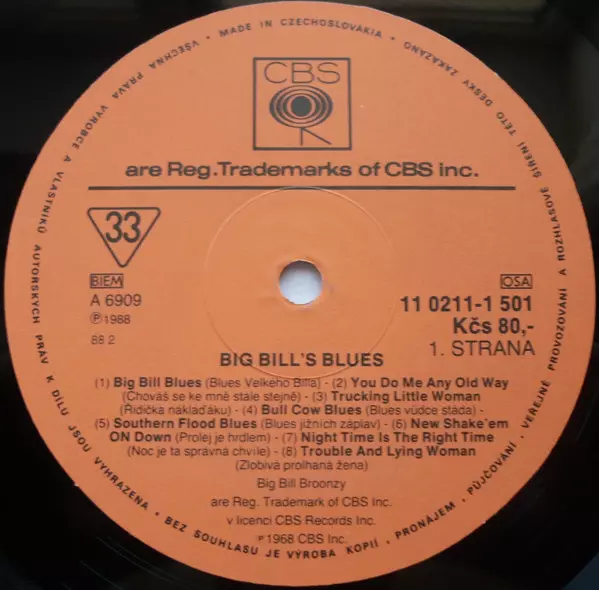 MADE IN CZECHOSLOVAKIA • VŠECHNA PRÁVA VÝROBCE A VLASTNÍKŮ AUTORSKÝCH PRÁV K DÍLU JSOU VYHRAZENA • BEZ SOUHLASU JE VÝROBA KOPIÍ, PRONÁJEM, PŮJČOVÁNÍ, VEŘEJNÉ PROVOZOVÁNÍ A ROZHLASOVÉ ŠÍŘENÍ TÉTO DESKY ZAKÁZÁNO
CBS
are Reg.Trademarks of CBS inc.
33
BIEM
A 6909
Ⓟ1988
88 2
OSA
11 0211-1 501
Kčs 80,-
1. STRANA
BIG BILL'S BLUES
(1) Big Bill Blues (Blues Velkého Billa) - (2) You Do Me Any Old Way
(Chováš se ke mně stále stejně) - (3) Trucking Little Woman
(Řidička náklaďáku) - (4) Bull Cow Blues (Blues vůdce stáda) -
(5) Southern Flood Blues (Blues jižních záplav) - (6) New Shake'em
ON Down (Prolej je hrdlem) - (7) Night Time Is The Right Time
(Noc je ta správná chvíle) - (8) Trouble And Lying Woman
(Zlobivá prolhaná žena)
Big Bill Broonzy
are Reg. Trademark of CBS Inc.
v licenci CBS Records Inc.
℗1968 CBS Inc.